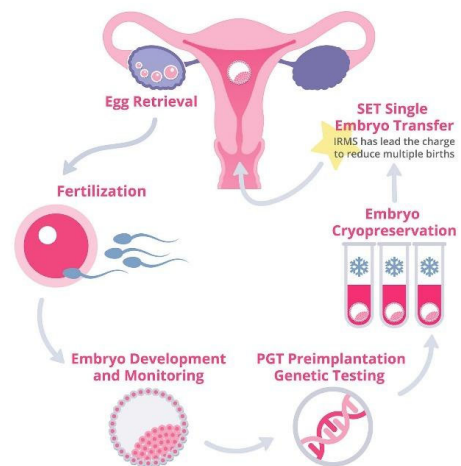 Egg Retrieval
SET Single
Embryo Transfer
IRMS has lead the charge
to reduce multiple births
Fertilization
Embryo
Cryopreservation
Embryo Development
and Monitoring
PGT Preimplantation
Genetic Testing